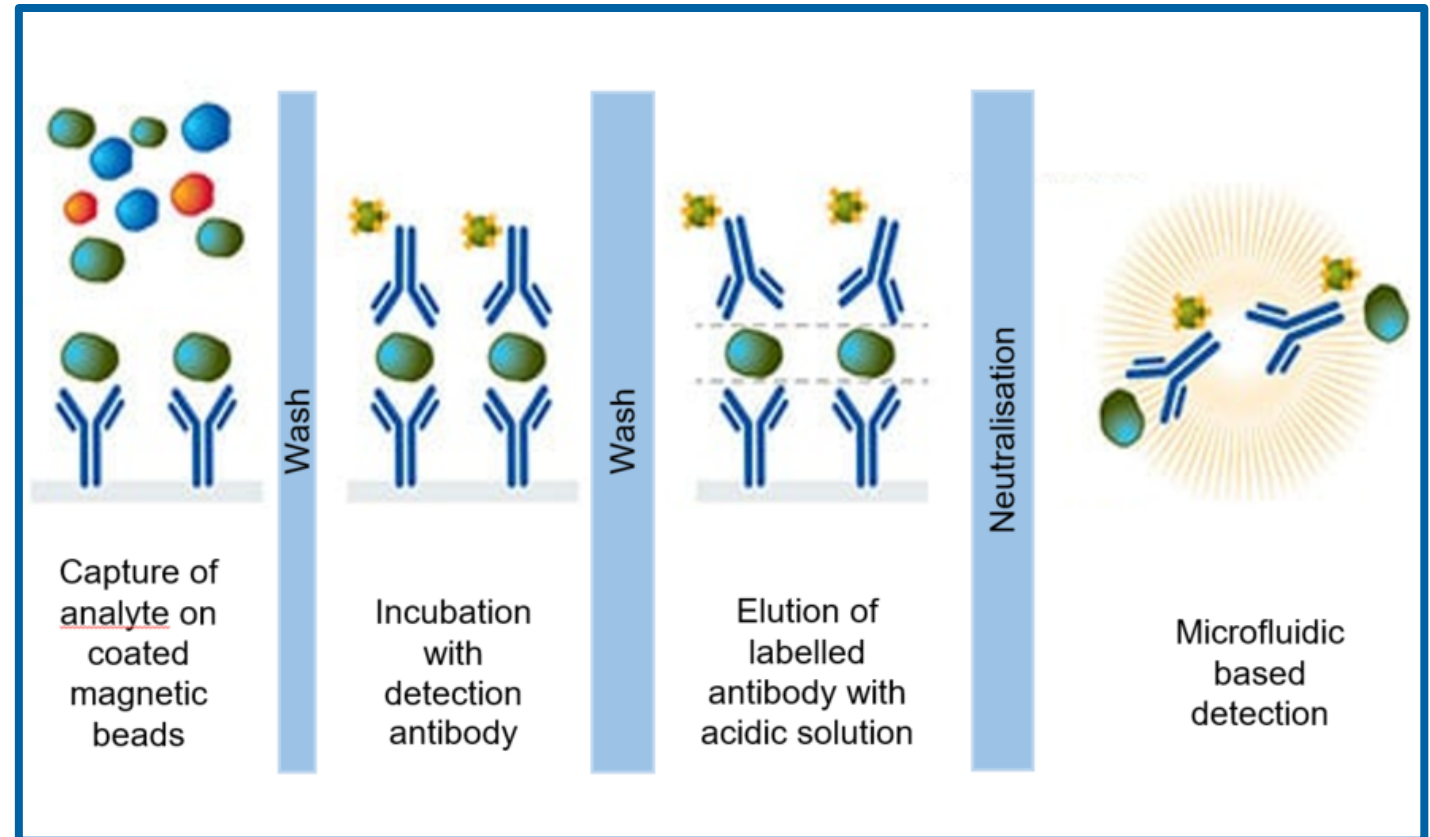 Capture of
analyte on
coated
magnetic
beads
Wash
Incubation
with
detection
antibody
Wash
Elution of
labelled
antibody with
acidic solution
Neutralisation
Microfluidic
based
detection